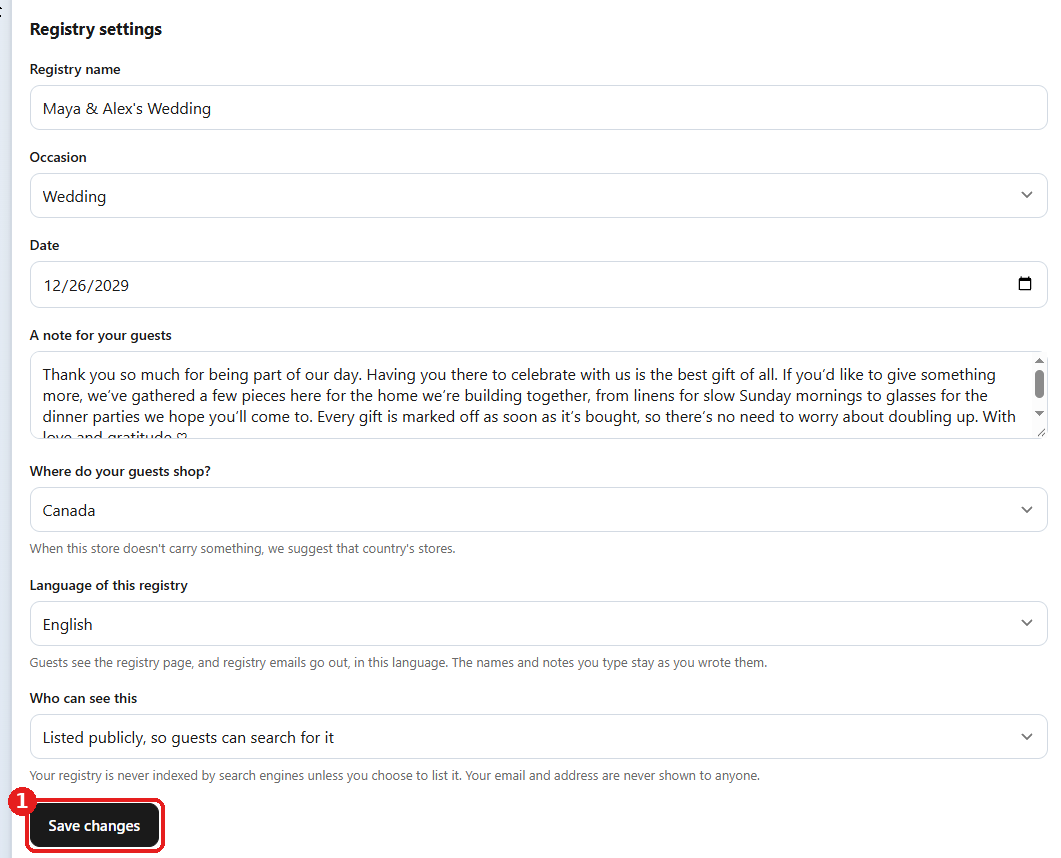 Registry settings
Registry name
Maya & Alex's Wedding
Occasion
Wedding
Date
12/26/2029
A note for your guests
Thank you so much for being part of our day. Having you there to celebrate with us is the best gift of all. If you’d like to give something
more, we’ve gathered a few pieces here for the home we’re building together, from linens for slow Sunday mornings to glasses for the
dinner parties we hope you’ll come to. Every gift is marked off as soon as it’s bought, so there’s no need to worry about doubling up. With
love and gratitude ♡
Where do your guests shop?
Canada
When this store doesn't carry something, we suggest that country's stores.
Language of this registry
English
Guests see the registry page, and registry emails go out, in this language. The names and notes you type stay as you wrote them.
Who can see this
Listed publicly, so guests can search for it
Your registry is never indexed by search engines unless you choose to list it. Your email and address are never shown to anyone.
1
Save changes